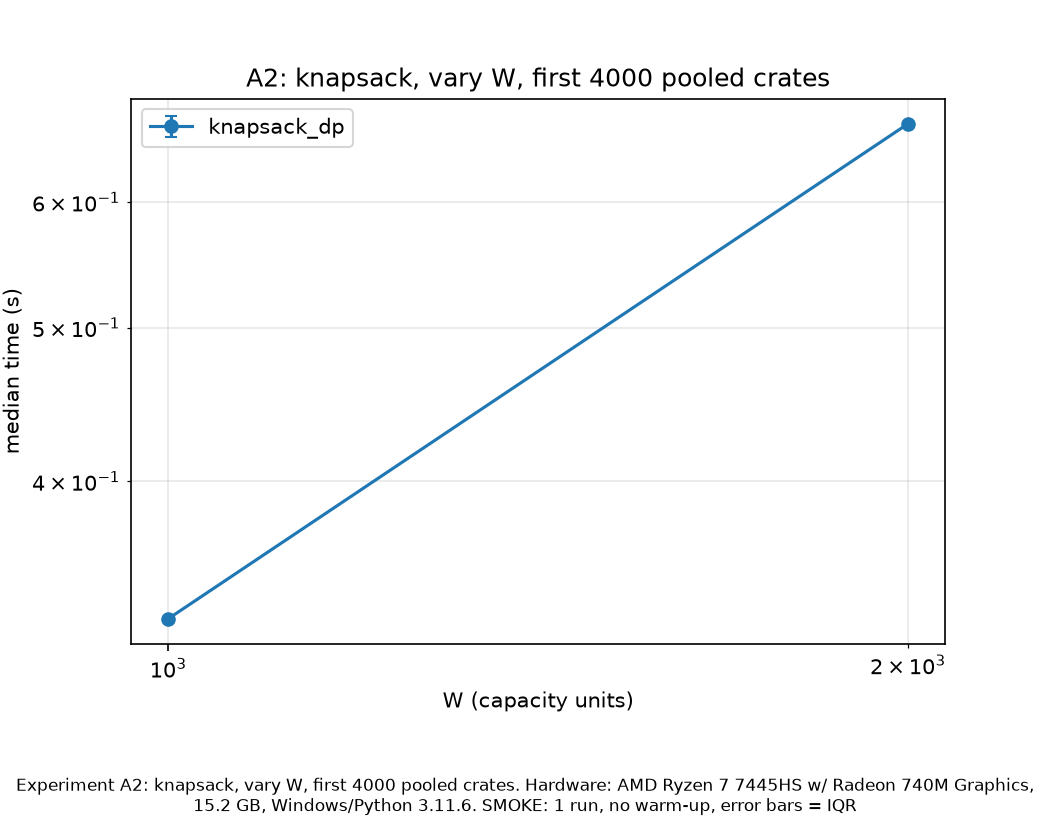 A2: knapsack, vary W, first 4000 pooled crates
knapsack_dp
6 × 10⁻¹
5 × 10⁻¹
4 × 10⁻¹
median time (s)
10³
2 × 10³
W (capacity units)
Experiment A2: knapsack, vary W, first 4000 pooled crates. Hardware: AMD Ryzen 7 7445HS w/ Radeon 740M Graphics,
15.2 GB, Windows/Python 3.11.6. SMOKE: 1 run, no warm-up, error bars = IQR